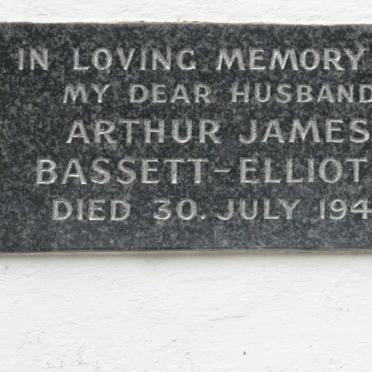 IN LOVING MEMORY
MY DEAR HUSBAND
ARTHUR JAMES
BASSETT-ELLIOT
DIED 30. JULY 194